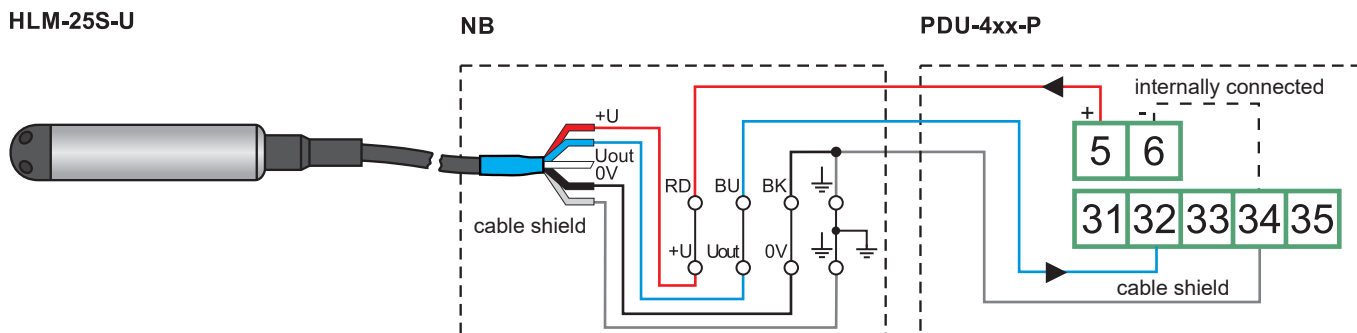 HLM-25S-U
NB
PDU-4xx-P
internally connected
+U
Uout
0V
cable shield
RD BU BK
+U Uout 0V
+ -
5 6
31 32 33 34 35
cable shield